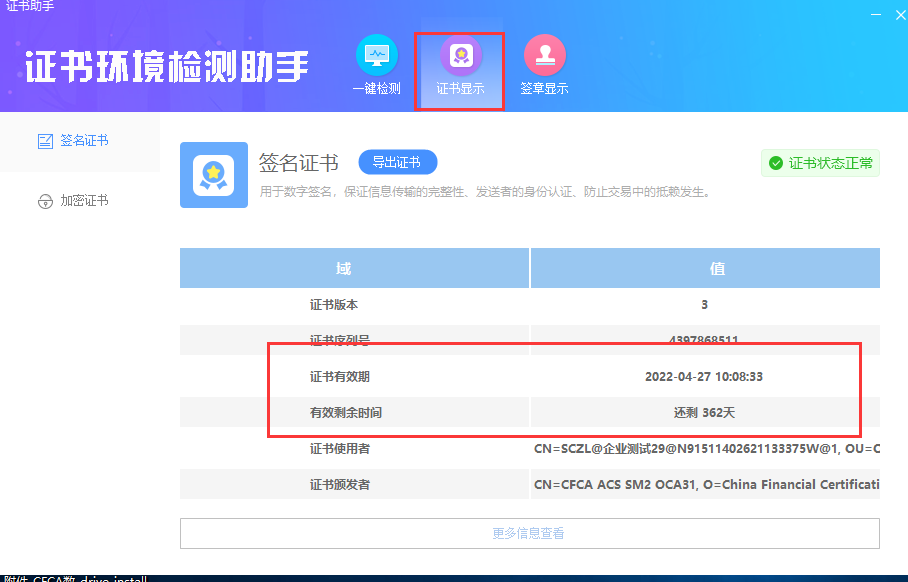 证书助手
证书环境检测助手
一键检测
证书显示
签章显示
签名证书
加密证书
签名证书 导出证书
证书状态正常
用于数字签名，保证信息传输的完整性、发送者的身份认证、防止交易中的抵赖发生。
域 值
证书版本 3
证书序列号 4397868511
证书有效期 2022-04-27 10:08:33
有效剩余时间 还剩 362天
证书使用者 CN=SCZL@企业测试29@N91511402621133375W@1, OU=C
证书颁发者 CN=CFCA ACS SM2 OCA31, O=China Financial Certificati
更多信息查看
附件 CFCA数 drive install